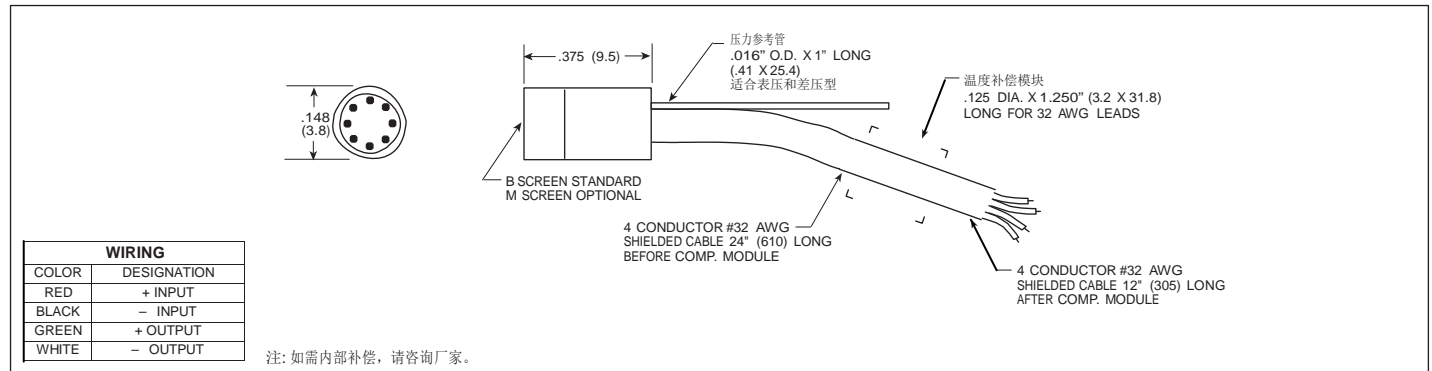 .148
(3.8)
.375 (9.5)
压力参考管
.016” O.D. X 1” LONG
(.41 X 25.4)
适合表压和差压型
温度补偿模块
.125 DIA. X 1.250” (3.2 X 31.8)
LONG FOR 32 AWG LEADS
B SCREEN STANDARD
M SCREEN OPTIONAL
4 CONDUCTOR #32 AWG
SHIELDED CABLE 24" (610) LONG
BEFORE COMP. MODULE
4 CONDUCTOR #32 AWG
SHIELDED CABLE 12" (305) LONG
AFTER COMP. MODULE
WIRING
COLOR DESIGNATION
RED + INPUT
BLACK – INPUT
GREEN + OUTPUT
WHITE – OUTPUT
注: 如需内部补偿，请咨询厂家。